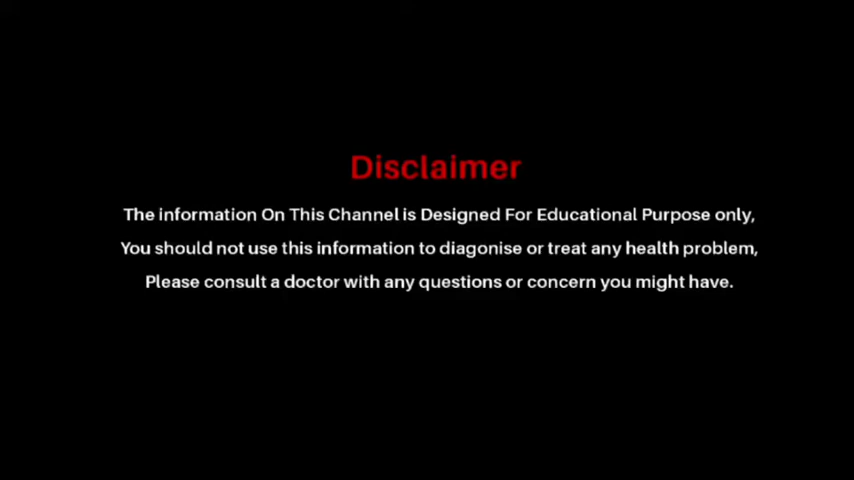 Disclaimer
The information On This Channel is Designed For Educational Purpose only,
You should not use this information to diagonise or treat any health problem,
Please consult a doctor with any questions or concern you might have.